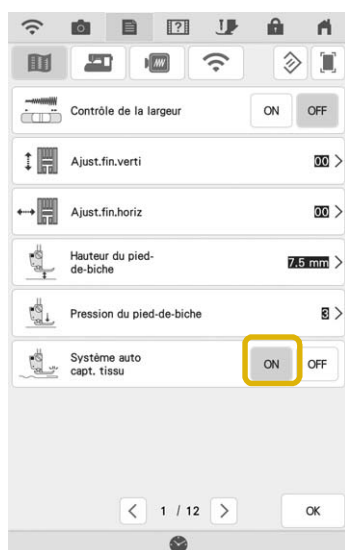 Contrôle de la largeur ON OFF
Ajust.fin.verti 00
Ajust.fin.horiz 00
Hauteur du pied-
de-biche 7.5 mm
Pression du pied-de-biche 3
Système auto
capt. tissu ON OFF
1 / 12
OK